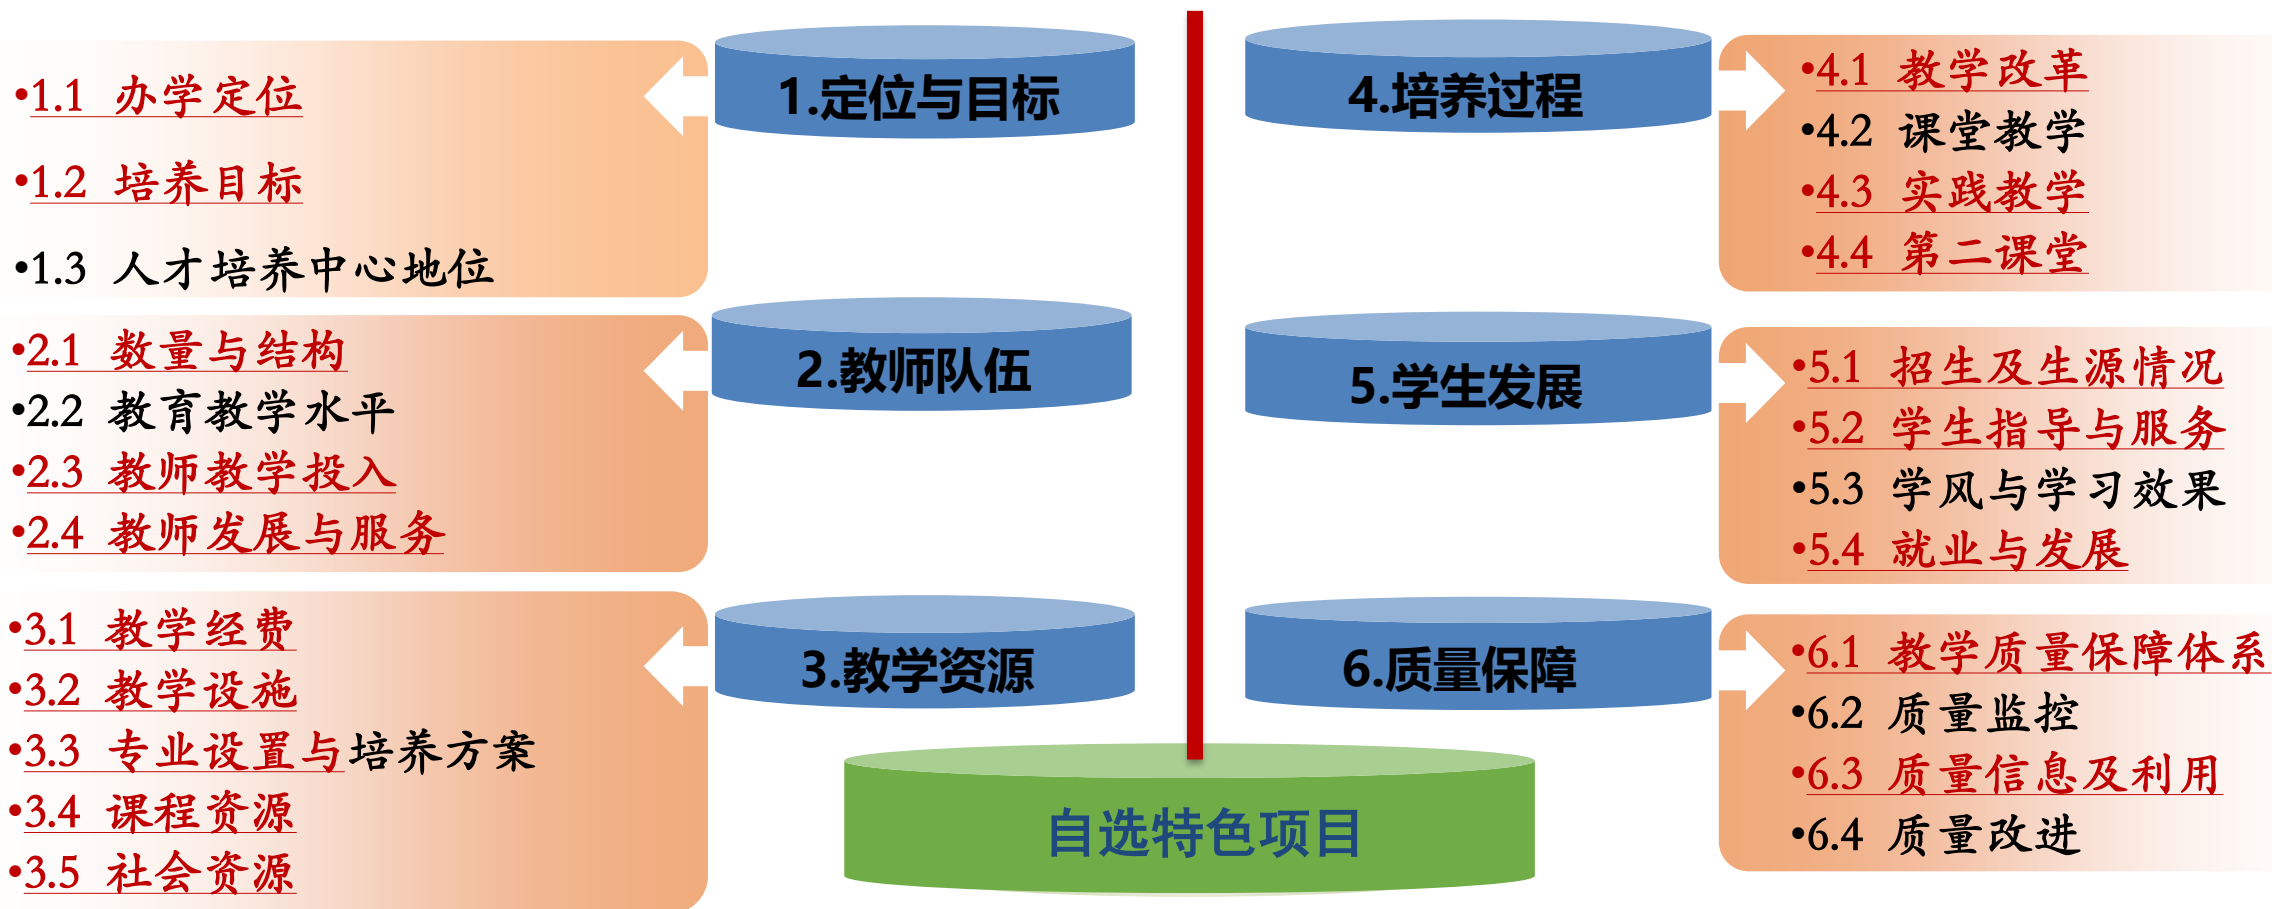 1.定位与目标
•1.1 办学定位
•1.2 培养目标
•1.3 人才培养中心地位
2.教师队伍
•2.1 数量与结构
•2.2 教育教学水平
•2.3 教师教学投入
•2.4 教师发展与服务
3.教学资源
•3.1 教学经费
•3.2 教学设施
•3.3 专业设置与培养方案
•3.4 课程资源
•3.5 社会资源
4.培养过程
•4.1 教学改革
•4.2 课堂教学
•4.3 实践教学
•4.4 第二课堂
5.学生发展
•5.1 招生及生源情况
•5.2 学生指导与服务
•5.3 学风与学习效果
•5.4 就业与发展
6.质量保障
•6.1 教学质量保障体系
•6.2 质量监控
•6.3 质量信息及利用
•6.4 质量改进
自选特色项目